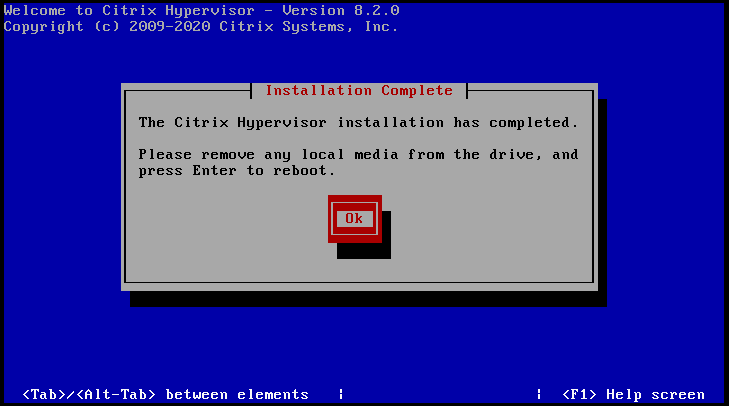 Welcome to Citrix Hypervisor - Version 8.2.0
Copyright (c) 2009-2020 Citrix Systems, Inc.
Installation Complete
The Citrix Hypervisor installation has completed.
Please remove any local media from the drive, and
press Enter to reboot.
Ok
<Tab>/<Alt-Tab> between elements | | <F1> Help screen